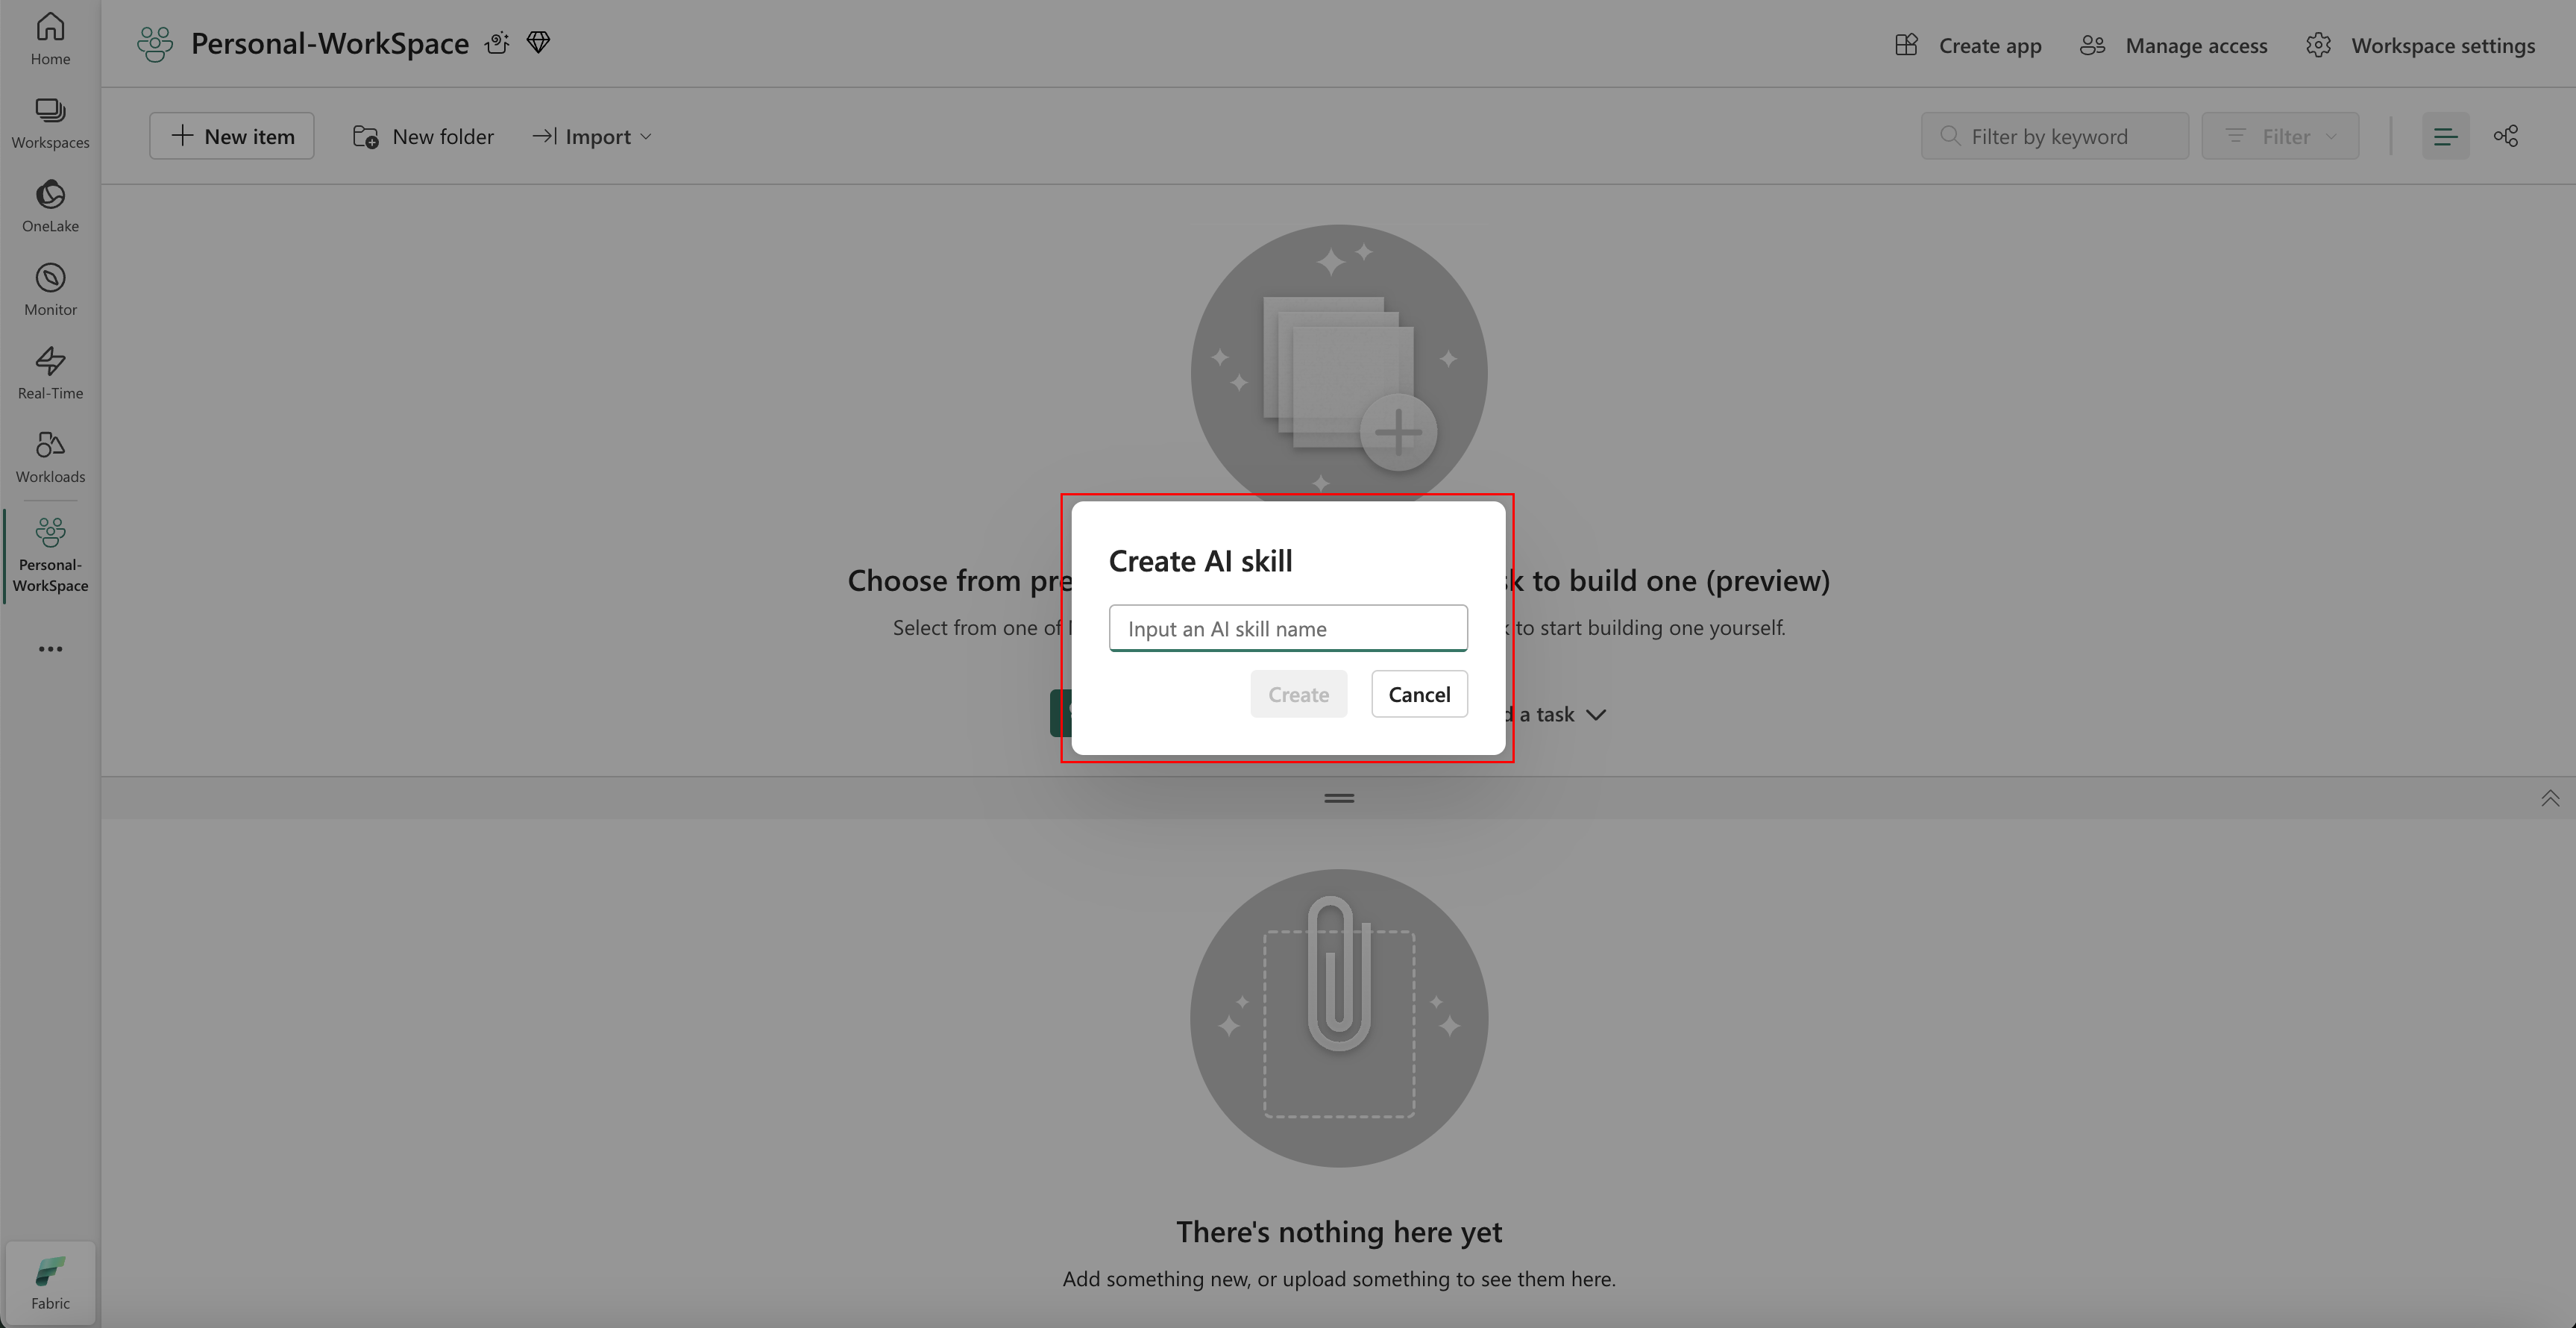 Home
Workspaces
OneLake
Monitor
Real-Time
Workloads
Personal-
WorkSpace
Fabric
Personal-WorkSpace
Create app
Manage access
Workspace settings
New item
New folder
Import
Filter by keyword
Filter
Choose from pre
k to build one (preview)
Select from one of
to start building one yourself.
a task
Create AI skill
Input an AI skill name
Create
Cancel
There's nothing here yet
Add something new, or upload something to see them here.